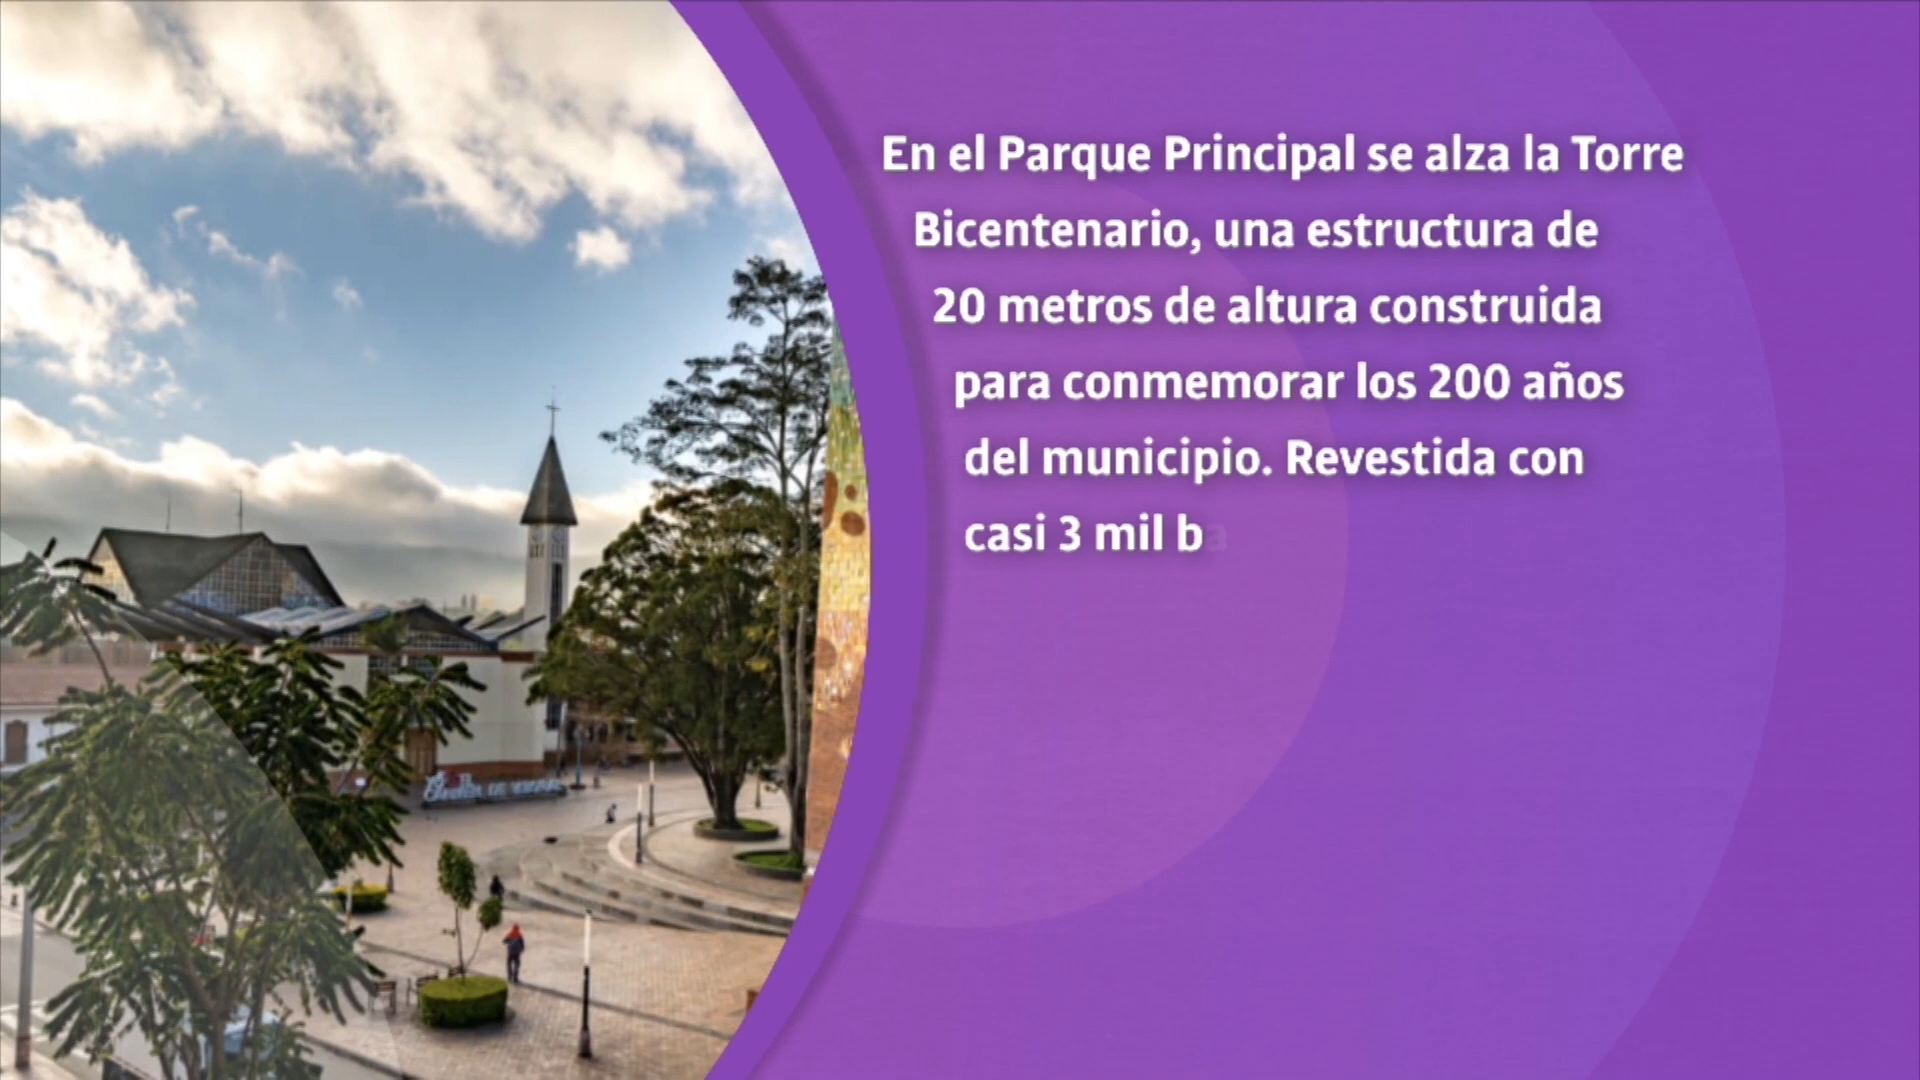 En el Parque Principal se alza la Torre
Bicentenario, una estructura de
20 metros de altura construida
para conmemorar los 200 años
del municipio. Revestida con
casi 3 mil ba